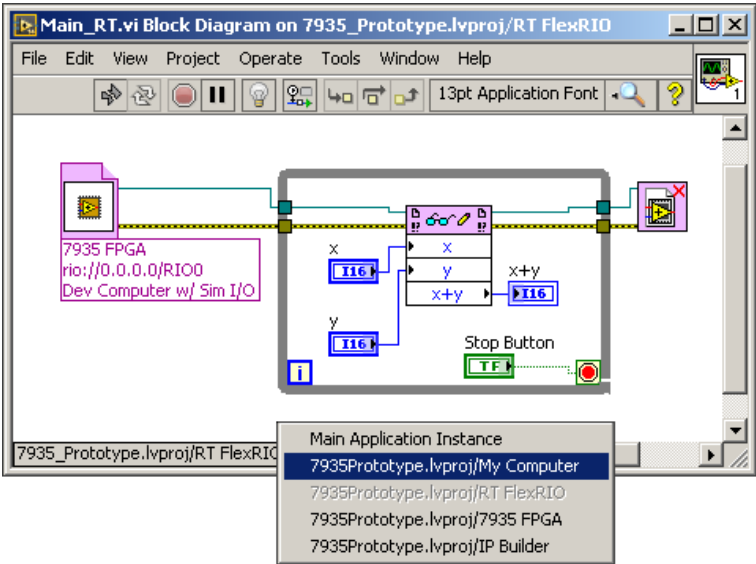 Main_RT.vi Block Diagram on 7935_Prototype.lvproj/RT FlexRIO
File Edit View Project Operate Tools Window Help
13pt Application Font
1
7935 FPGA
rio://0.0.0.0/RIO0
Dev Computer w/ Sim I/O
x
I16
y
I16
x
y
x+y
x+y
I16
Stop Button
TF
i
7935_Prototype.lvproj/RT FlexRIO
Main Application Instance
7935Prototype.lvproj/My Computer
7935Prototype.lvproj/RT FlexRIO
7935Prototype.lvproj/7935 FPGA
7935Prototype.lvproj/IP Builder